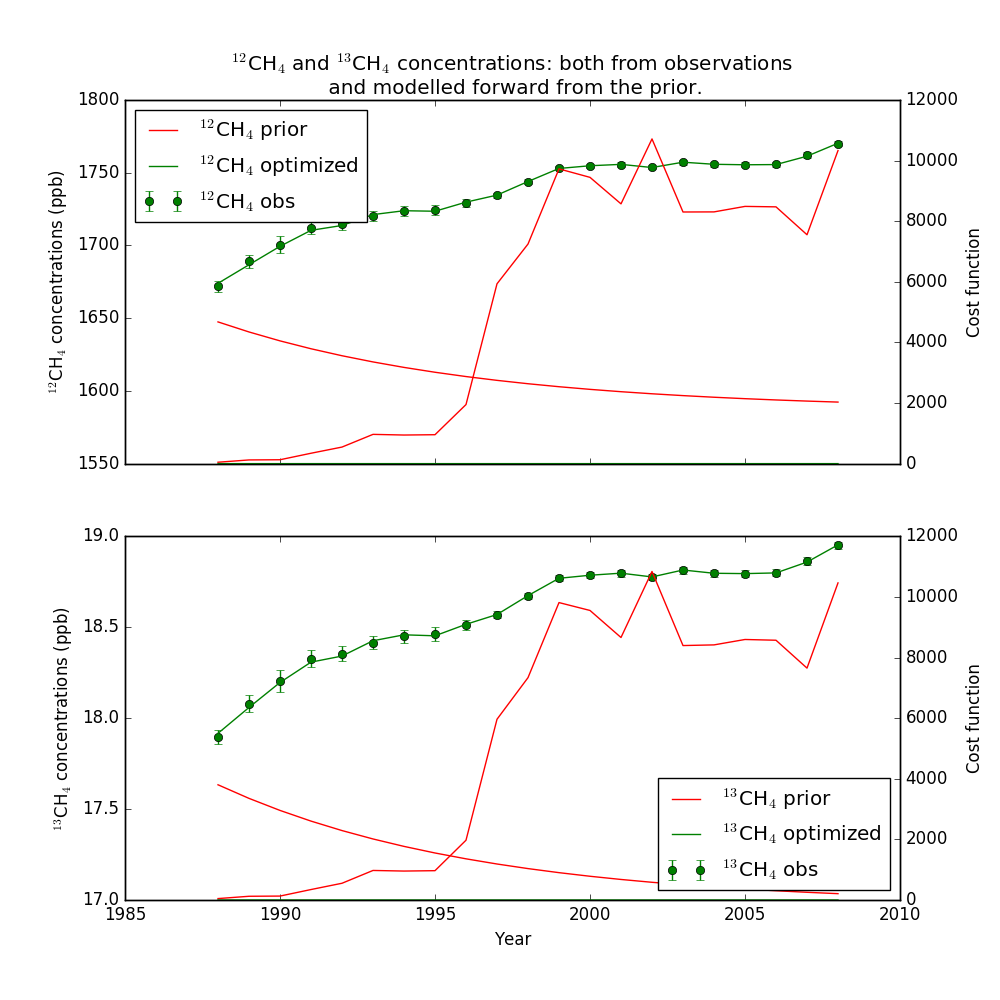 ¹²CH₄ and ¹³CH₄ concentrations: both from observations
and modelled forward from the prior.
1800
1750
1700
1650
1600
1550
¹²CH₄ concentrations (ppb)
¹²CH₄ prior
¹²CH₄ optimized
¹²CH₄ obs
12000
10000
8000
6000
4000
2000
0
Cost function
19.0
18.5
18.0
17.5
17.0
¹³CH₄ concentrations (ppb)
¹³CH₄ prior
¹³CH₄ optimized
¹³CH₄ obs
12000
10000
8000
6000
4000
2000
0
Cost function
1985 1990 1995 2000 2005 2010
Year